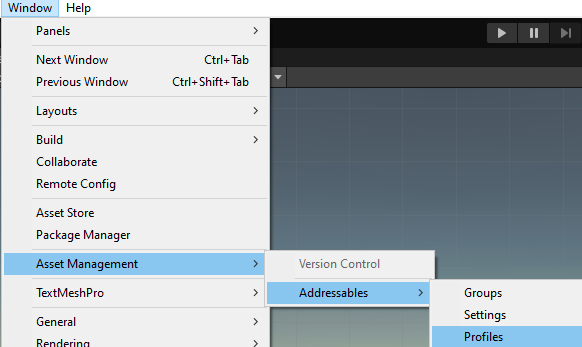 Window Help
Panels
Next Window Ctrl+Tab
Previous Window Ctrl+Shift+Tab
Layouts
Build
Collaborate
Remote Config
Asset Store
Package Manager
Asset Management
Version Control
TextMeshPro
Addressables
Groups
General
Settings
Rendering
Profiles